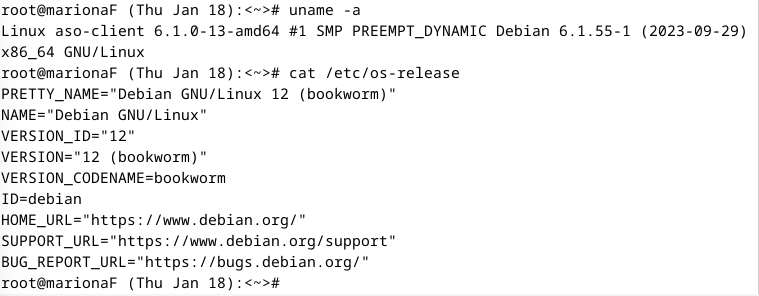 root@marionaF (Thu Jan 18):<~># uname -a
Linux aso-client 6.1.0-13-amd64 #1 SMP PREEMPT_DYNAMIC Debian 6.1.55-1 (2023-09-29)
x86_64 GNU/Linux
root@marionaF (Thu Jan 18):<~># cat /etc/os-release
PRETTY_NAME="Debian GNU/Linux 12 (bookworm)"
NAME="Debian GNU/Linux"
VERSION_ID="12"
VERSION="12 (bookworm)"
VERSION_CODENAME=bookworm
ID=debian
HOME_URL="https://www.debian.org/"
SUPPORT_URL="https://www.debian.org/support"
BUG_REPORT_URL="https://bugs.debian.org/"
root@marionaF (Thu Jan 18):<~>#